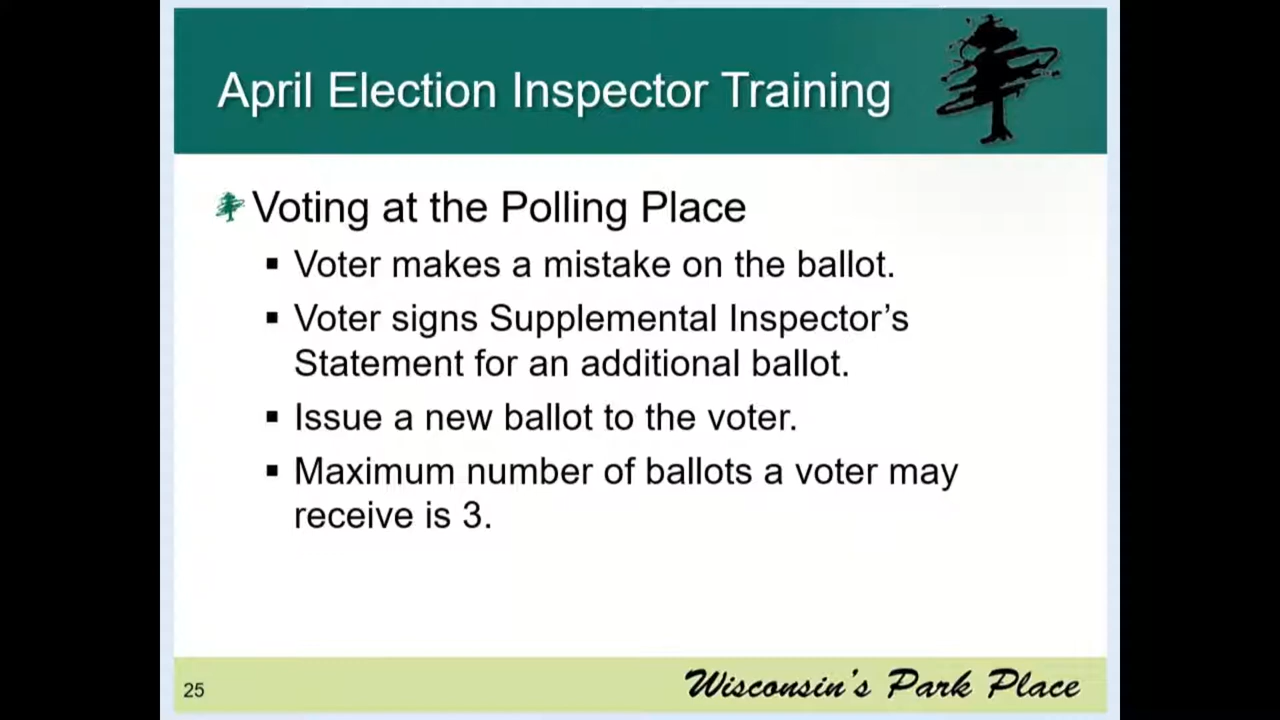 April Election Inspector Training
Voting at the Polling Place
▪ Voter makes a mistake on the ballot.
▪ Voter signs Supplemental Inspector’s
Statement for an additional ballot.
▪ Issue a new ballot to the voter.
▪ Maximum number of ballots a voter may
receive is 3.
25
Wisconsin’s Park Place